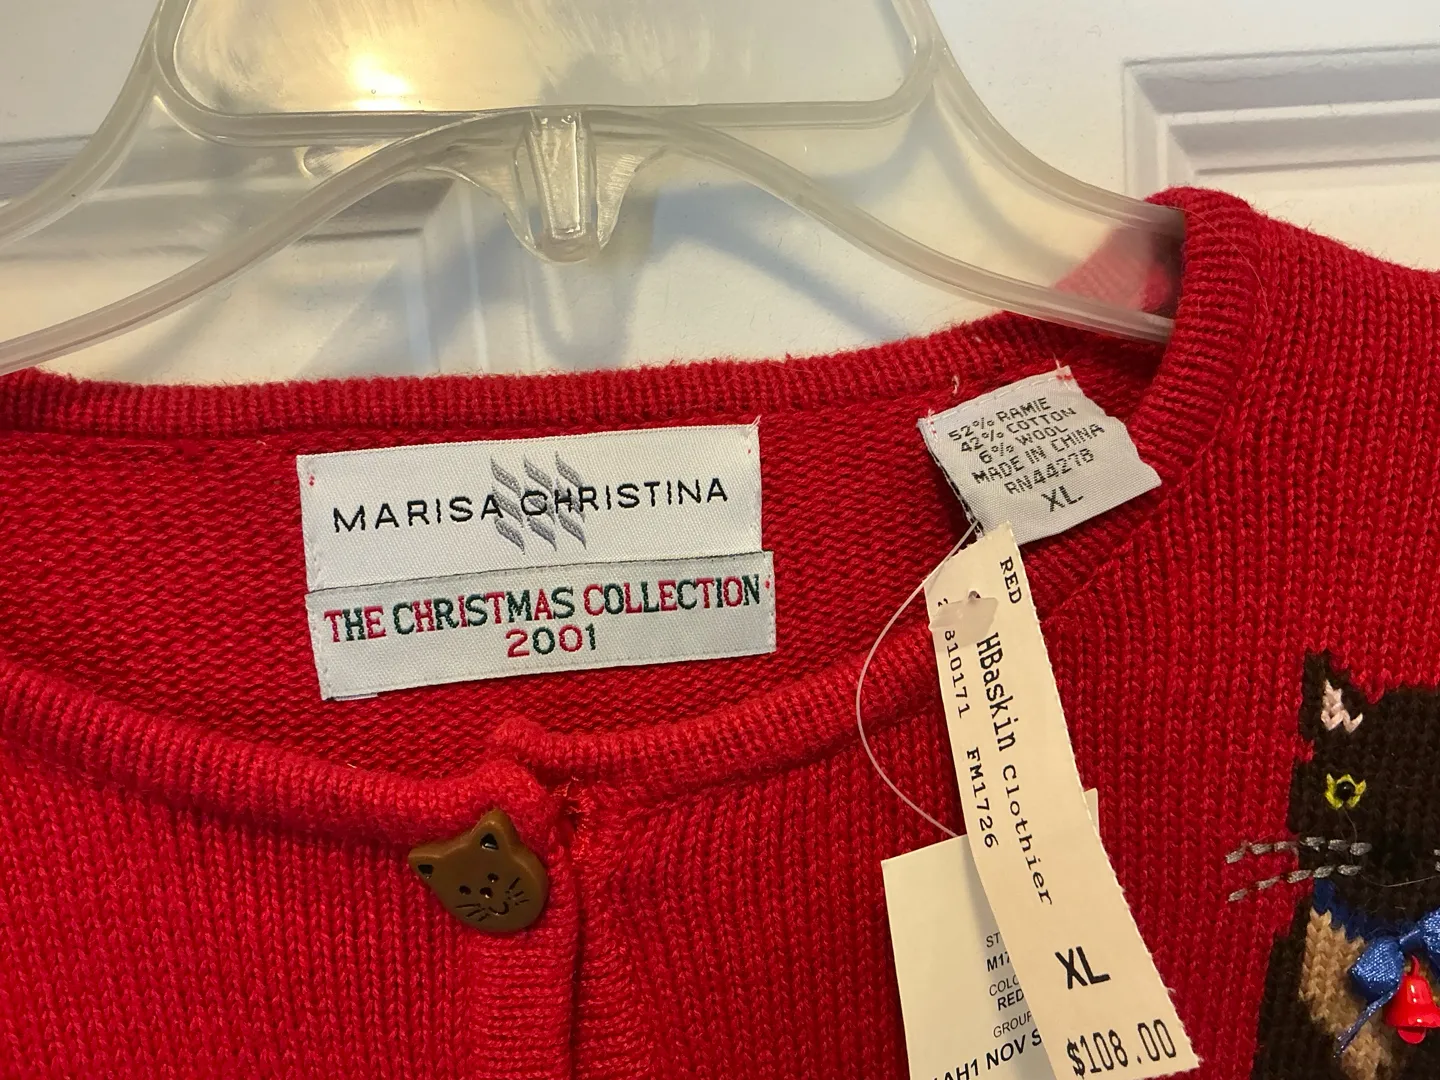 MARISA CHRISTINA
THE CHRISTMAS COLLECTION
2001
52% RAMIE
42% COTTON
6% WOOL
MADE IN CHINA
RN44278
XL
RED
HBaskin Clothier
810171 FM1726
XL
$108.00
RED
NOV